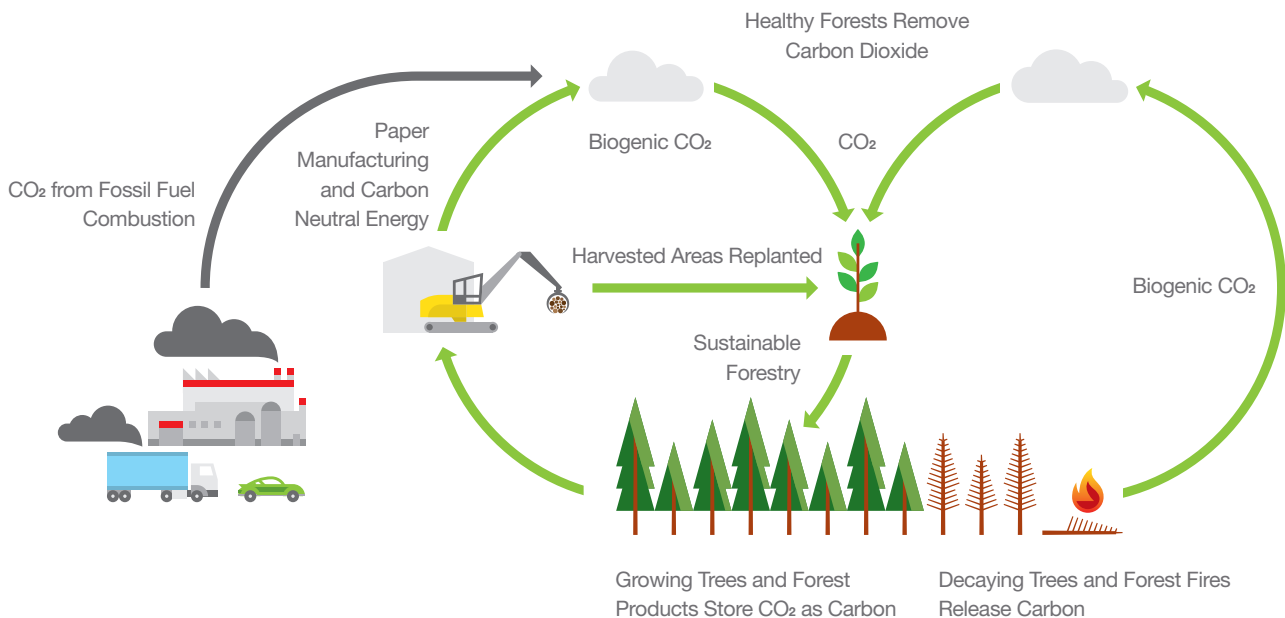 Healthy Forests Remove
Carbon Dioxide
Paper
Manufacturing
and Carbon
Neutral Energy
Biogenic CO₂
CO₂
CO₂ from Fossil Fuel
Combustion
Harvested Areas Replanted
Biogenic CO₂
Sustainable
Forestry
Growing Trees and Forest
Products Store CO₂ as Carbon
Decaying Trees and Forest Fires
Release Carbon